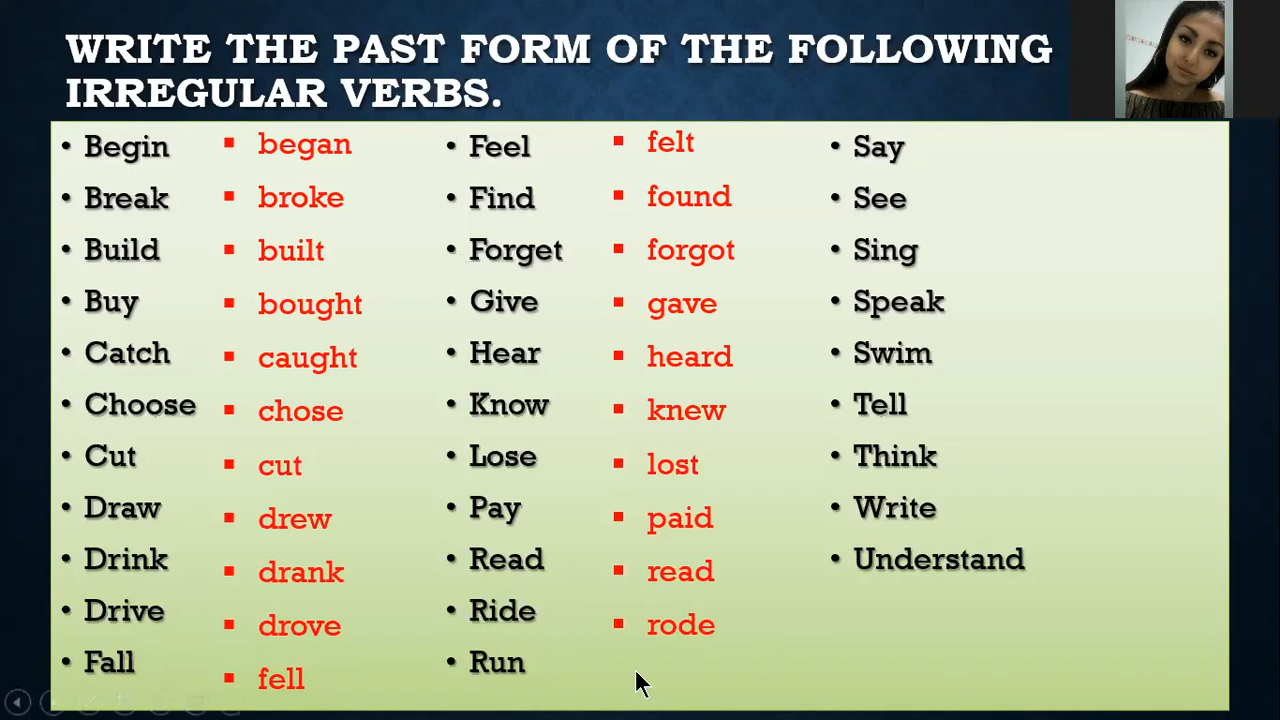 WRITE THE PAST FORM OF THE FOLLOWING
IRREGULAR VERBS.
• Begin
• Break
• Build
• Buy
• Catch
• Choose
• Cut
• Draw
• Drink
• Drive
• Fall
▪ began
▪ broke
▪ built
▪ bought
▪ caught
▪ chose
▪ cut
▪ drew
▪ drank
▪ drove
▪ fell
• Feel
• Find
• Forget
• Give
• Hear
• Know
• Lose
• Pay
• Read
• Ride
• Run
▪ felt
▪ found
▪ forgot
▪ gave
▪ heard
▪ knew
▪ lost
▪ paid
▪ read
▪ rode
• Say
• See
• Sing
• Speak
• Swim
• Tell
• Think
• Write
• Understand